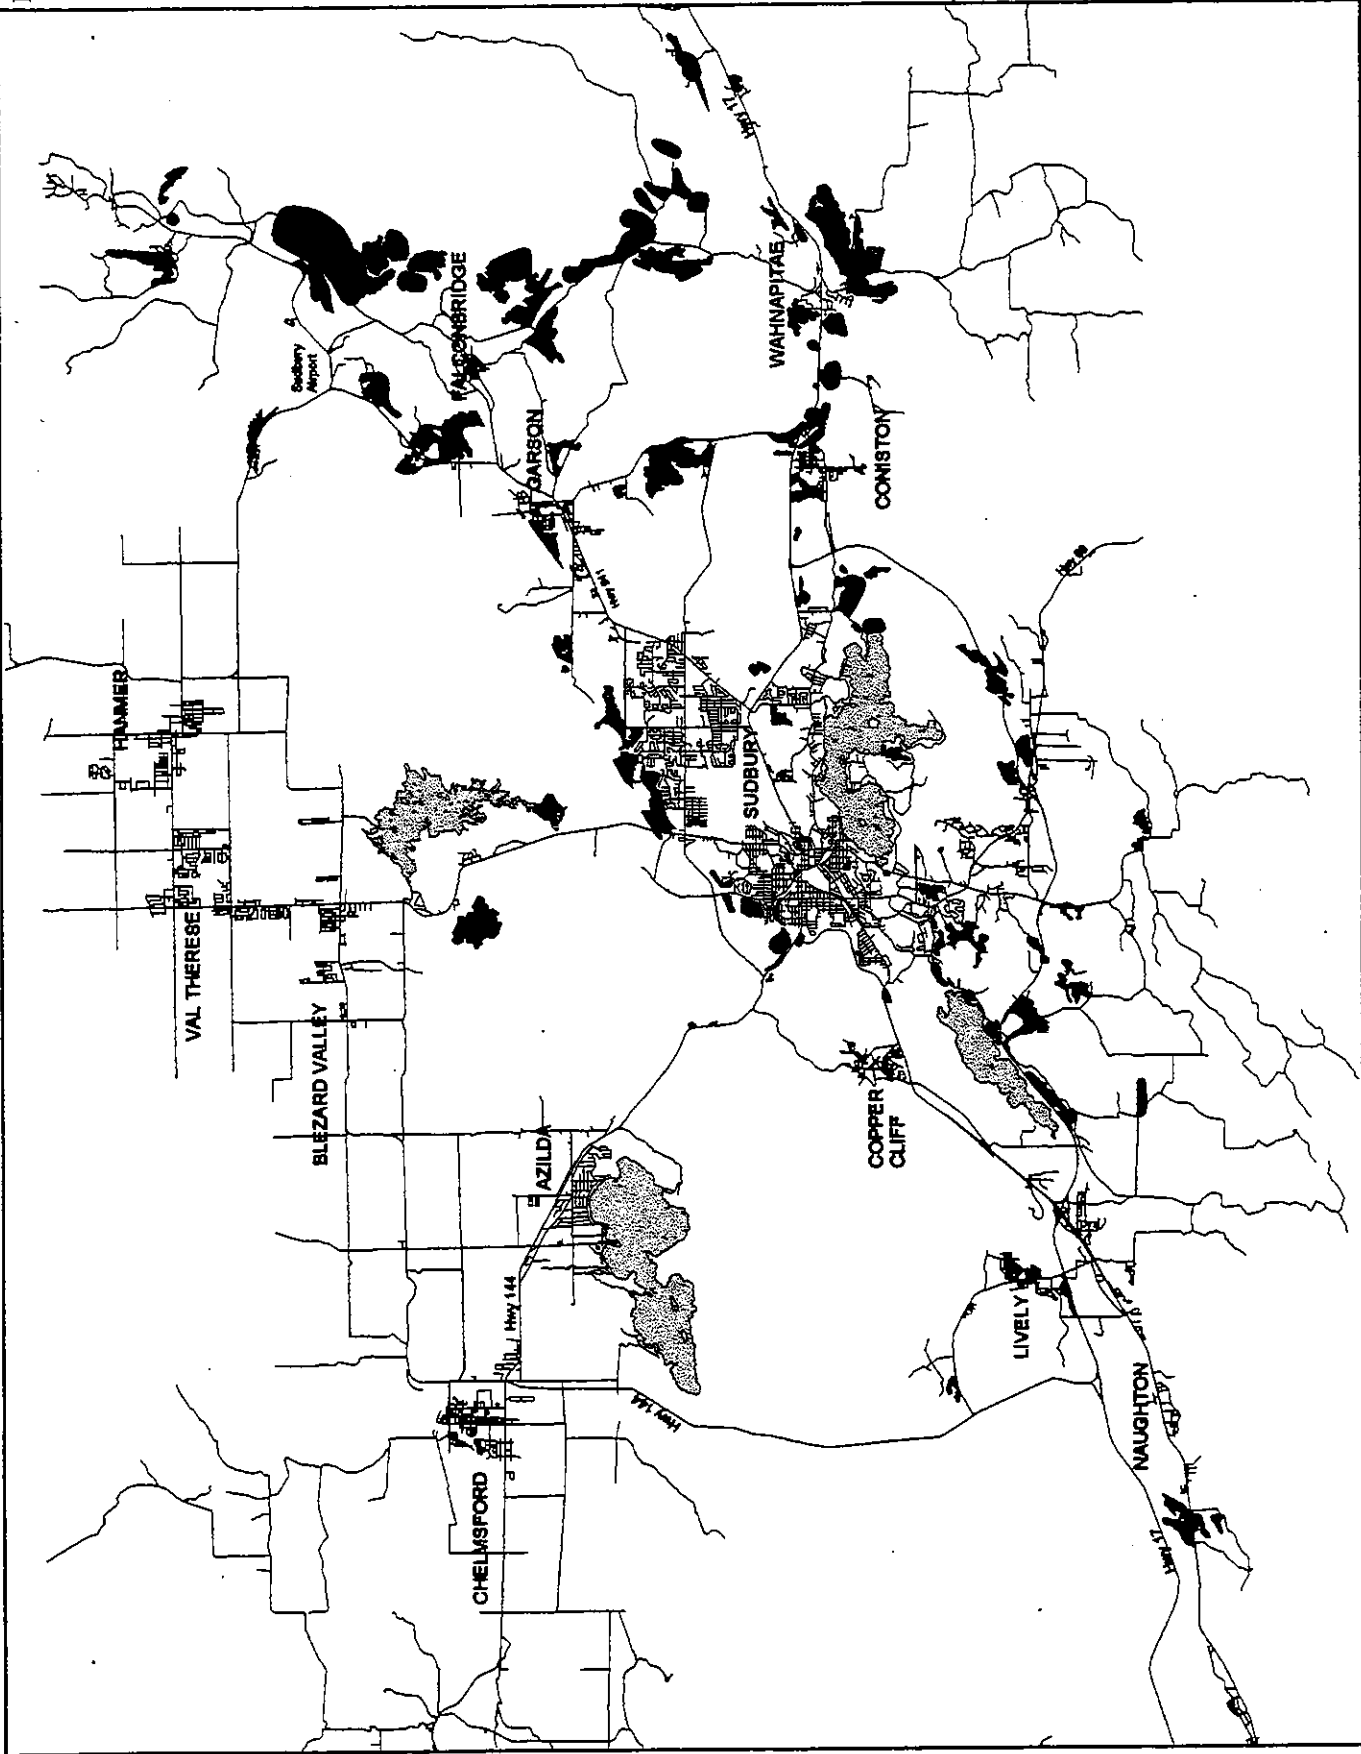 HANMER
VAL THERESE
BLEZARD VALLEY
Sudbury
Airport
FALCONBRIDGE
GARSON
AZILDA
Hwy 144
CHELMSFORD
Hwy 144
SUDBURY
WAHNAPITAE
Hwy 17
CONISTON
COPPER
CLIFF
LIVELY
NAUGHTON
Hwy 17